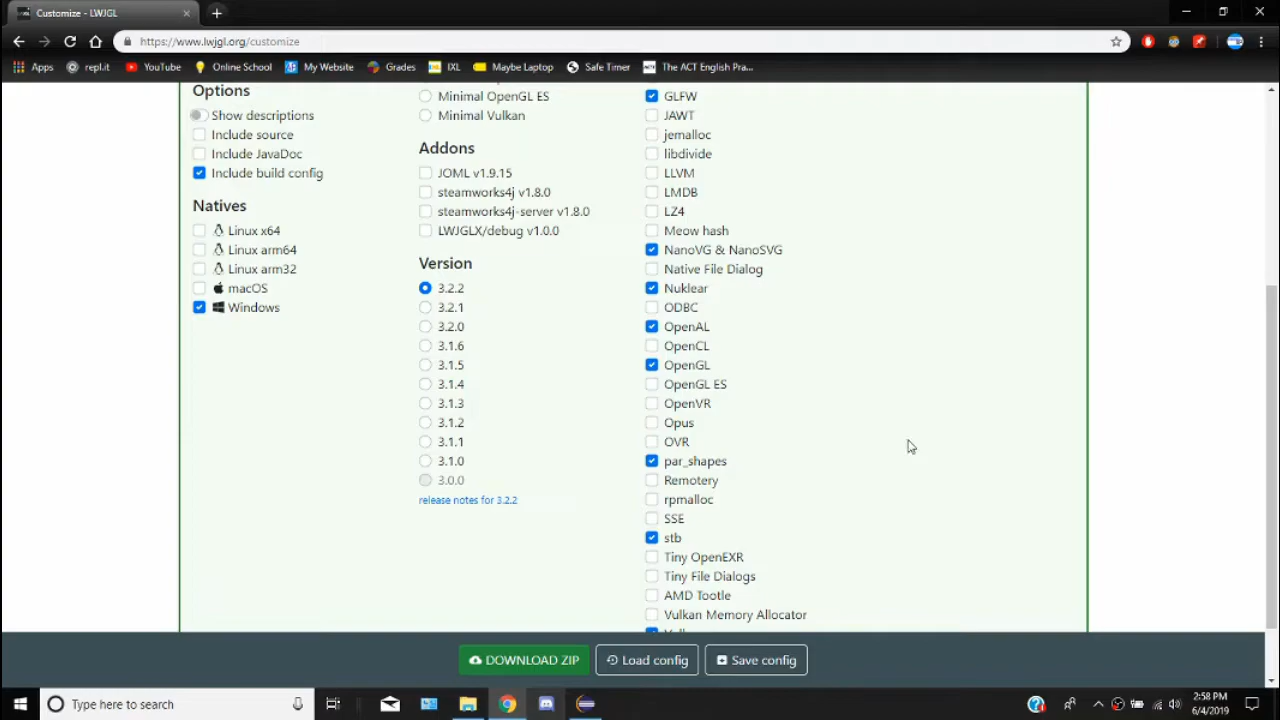 Customize - LWJGL
https://www.lwjgl.org/customize
Apps
repl.it
YouTube
Online School
My Website
Grades
IXL
Maybe Laptop
Safe Timer
The ACT English Pra...
Options
Show descriptions
Include source
Include JavaDoc
Include build config
Natives
Linux x64
Linux arm64
Linux arm32
macOS
Windows
Minimal OpenGL ES
Minimal Vulkan
Addons
JOML v1.9.15
steamworks4j v1.8.0
steamworks4j-server v1.8.0
LWJGLX/debug v1.0.0
Version
3.2.2
3.2.1
3.2.0
3.1.6
3.1.5
3.1.4
3.1.3
3.1.2
3.1.1
3.1.0
3.0.0
release notes for 3.2.2
GLFW
JAWT
jemalloc
libdivide
LLVM
LMDB
LZ4
Meow hash
NanoVG & NanoSVG
Native File Dialog
Nuklear
ODBC
OpenAL
OpenCL
OpenGL
OpenGL ES
OpenVR
Opus
OVR
par_shapes
Remotery
rpmalloc
SSE
stb
Tiny OpenEXR
Tiny File Dialogs
AMD Tootle
Vulkan Memory Allocator
DOWNLOAD ZIP
Load config
Save config
Type here to search
2:58 PM
6/4/2019